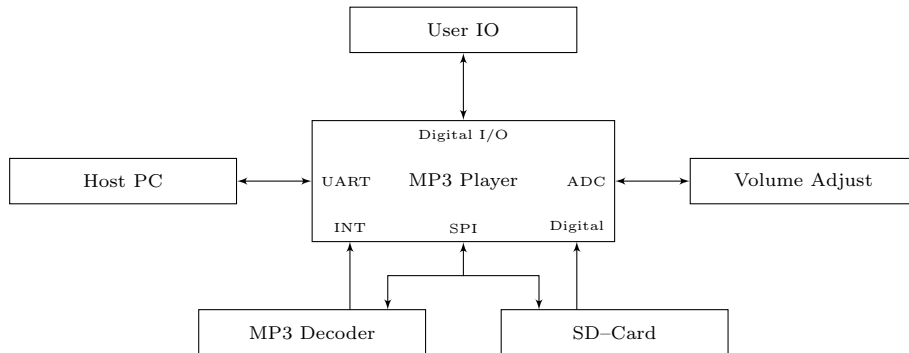 User IO
Digital I/O
Host PC
UART
MP3 Player
ADC
Volume Adjust
INT
SPI
Digital
MP3 Decoder
SD–Card